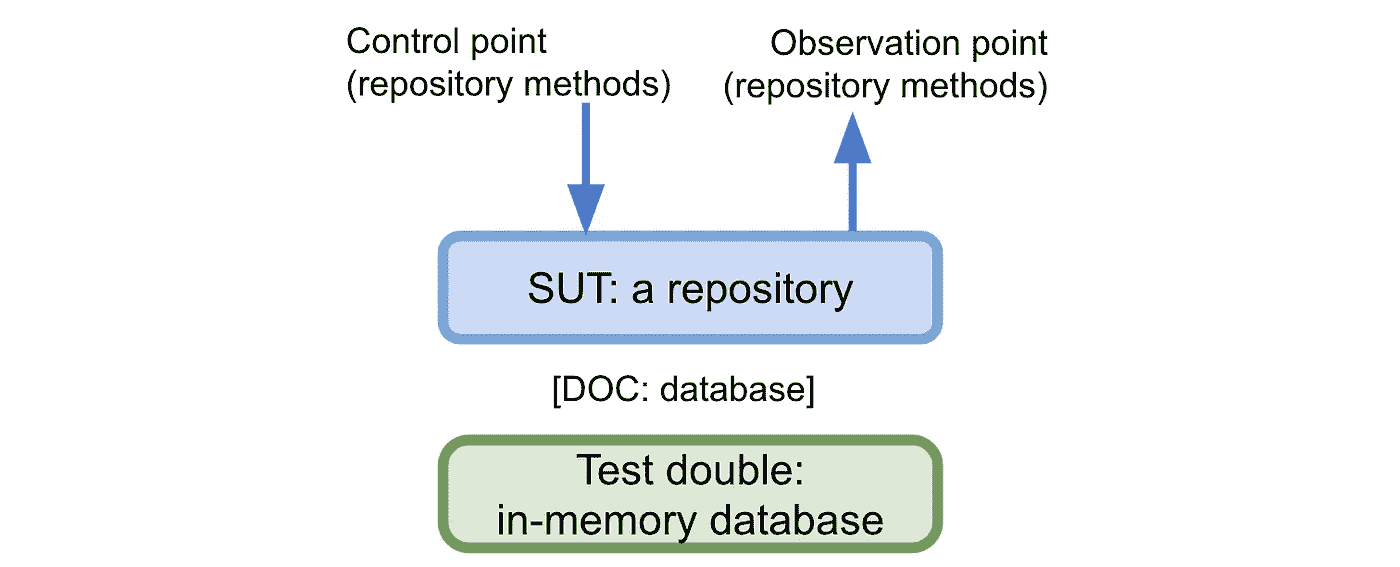 Control point
(repository methods)
Observation point
(repository methods)
SUT: a repository
[DOC: database]
Test double:
in-memory database